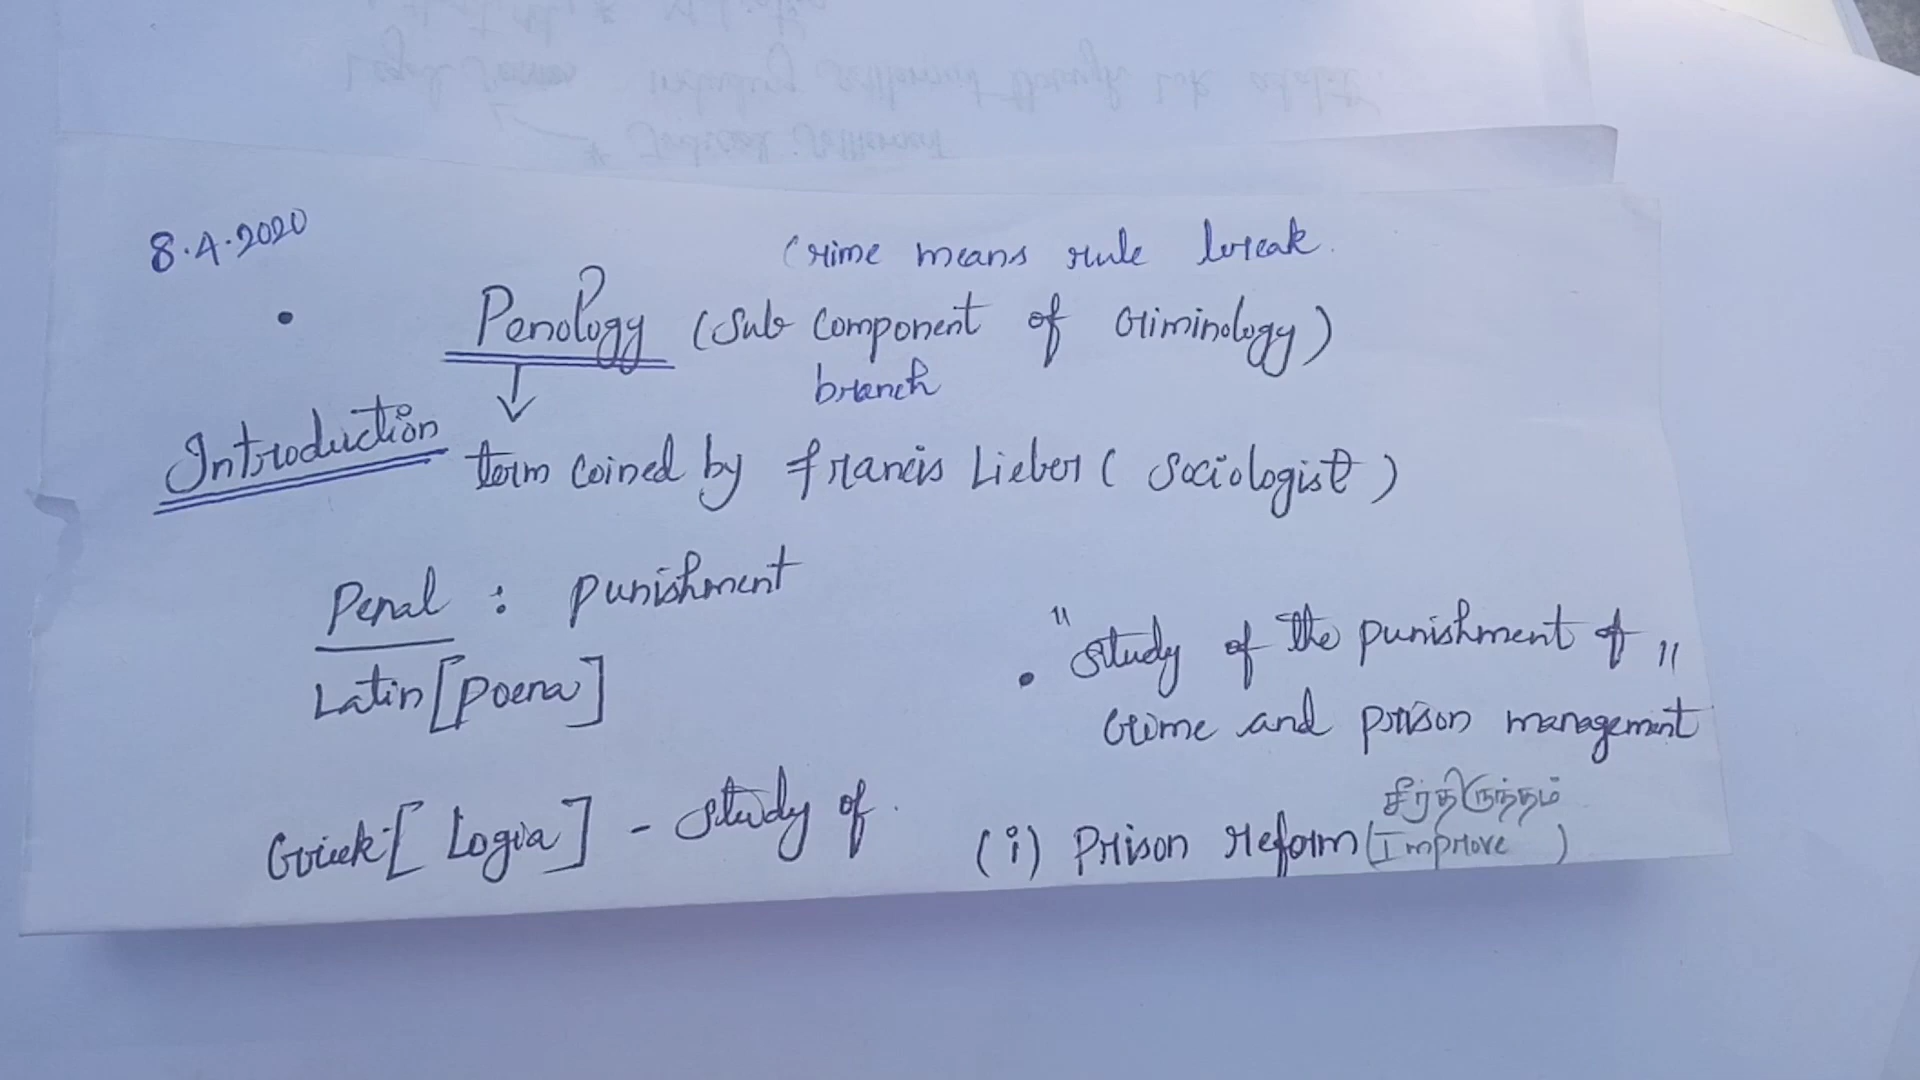 8.4.2020
Crime means rule break.
• Penology (Sub component of criminology)
branch
Introduction
term coined by francis Lieber (Sociologist)
Penal : punishment
Latin [poena]
• "study of the punishment of "
crime and prison management
Greek [Logia] - study of.
சீர்திருந்தம்
(i) Prison reform (Improve)